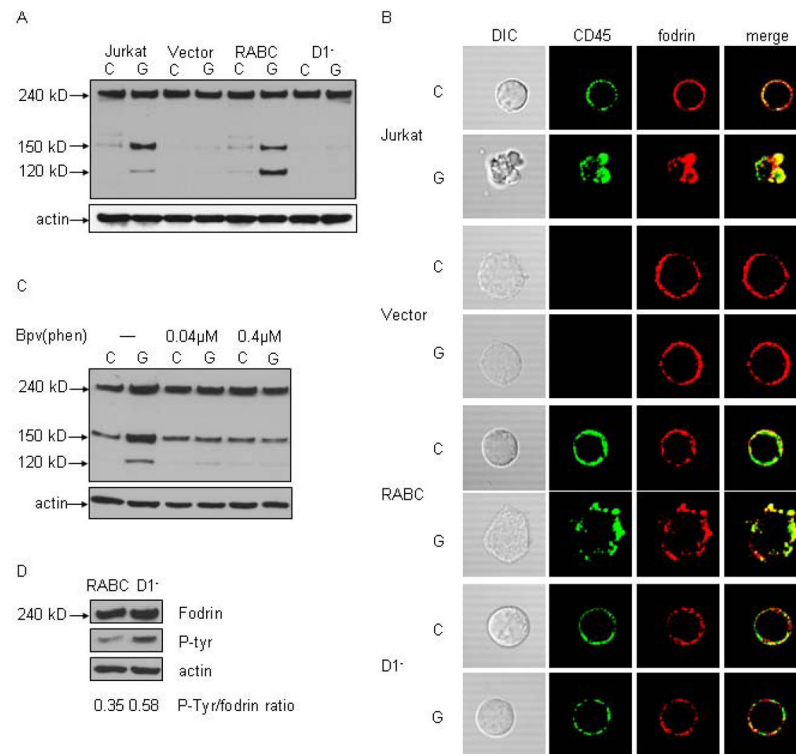 A
Jurkat Vector RABC D1-
C G C G C G C G
240 kD
150 kD
120 kD
actin
B
DIC CD45 fodrin merge
C
Jurkat
G
C
Vector
G
C
RABC
G
C
D1-
G
C
Bpv(phen) — 0.04µM 0.4µM
C G C G C G
240 kD
150 kD
120 kD
actin
D
RABC D1-
240 kD Fodrin
P-tyr
actin
0.35 0.58 P-Tyr/fodrin ratio